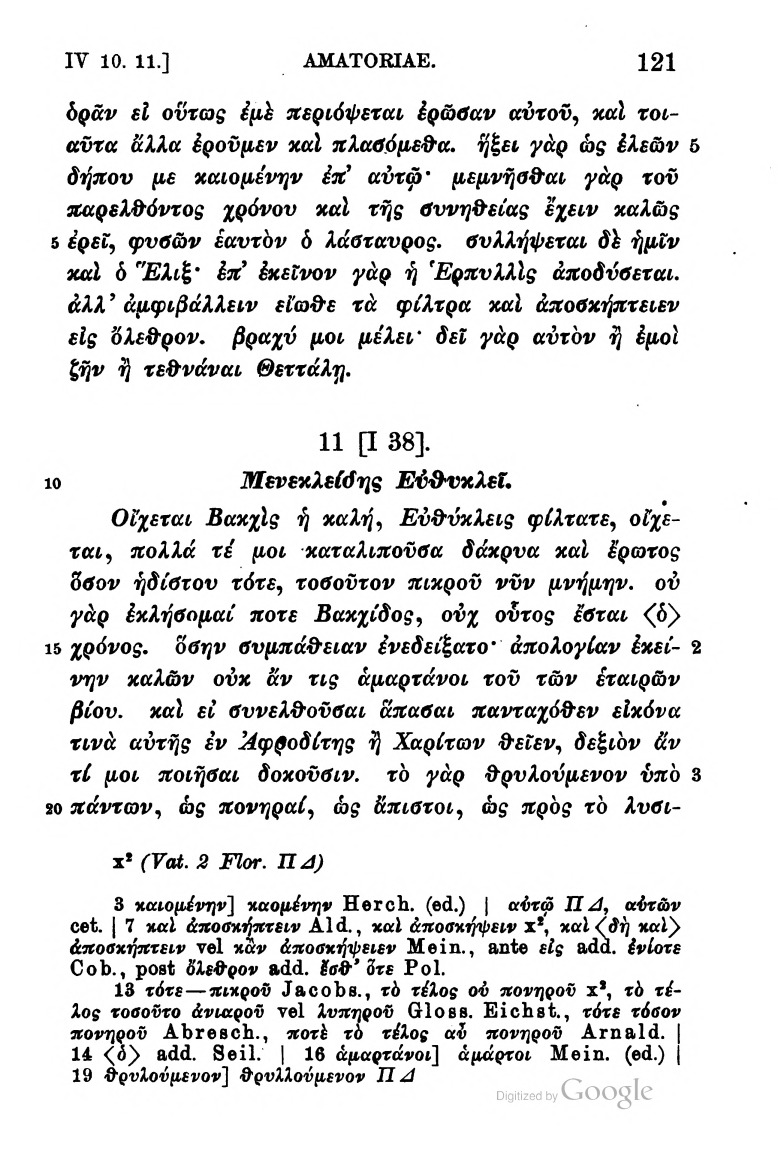 IV 10. 11.] AMATORIAE. 121
δρᾶν εἰ οὕτως ἐμὲ περιόψεται ἐρῶσαν αὐτοῦ, καὶ τοι-
αῦτα ἄλλα ἐροῦμεν καὶ πλασόμεθα. ἥξει γὰρ ὡς ἐλεῶν 5
δήπου με καιομένην ἐπ’ αὐτῷ· μεμνῆσθαι γὰρ τοῦ
παρελθόντος χρόνου καὶ τῆς συνηθείας ἔχειν καλῶς
5 ἐρεῖ, φυσῶν ἑαυτὸν ὁ λάσταυρος. συλλήψεται δὲ ἡμῖν
καὶ ὁ Ἕλιξ· ἐπ’ ἐκεῖνον γὰρ ἡ Ἑρπυλλὶς ἀποδύσεται.
ἀλλ’ ἀμφιβάλλειν εἴωθε τὰ φίλτρα καὶ ἀποσκήπτειεν
εἰς ὄλεθρον. βραχύ μοι μέλει· δεῖ γὰρ αὐτὸν ἢ ἐμοὶ
ζῆν ἢ τεθνάναι Θεττάλῃ.
11 [I 38].
10 Μενεκλείδης Εὐθυκλεῖ.
Οἴχεται Βακχὶς ἡ καλή, Εὐθύκλεις φίλτατε, οἴχε-
ται, πολλά τέ μοι καταλιποῦσα δάκρυα καὶ ἔρωτος
ὅσον ἡδίστου τότε, τοσοῦτον πικροῦ νῦν μνήμην. οὐ
γὰρ ἐκλήσομαί ποτε Βακχίδος, οὐχ οὗτος ἔσται ⟨ὁ⟩
15 χρόνος. ὅσην συμπάθειαν ἐνεδείξατο· ἀπολογίαν ἐκεί- 2
νην καλῶν οὐκ ἄν τις ἁμαρτάνοι τοῦ τῶν ἑταιρῶν
βίου. καὶ εἰ συνελθοῦσαι ἅπασαι πανταχόθεν εἰκόνα
τινὰ αὐτῆς ἐν Ἀφροδίτης ἢ Χαρίτων θεῖεν, δεξιὸν ἄν
τί μοι ποιῆσαι δοκοῦσιν. τὸ γὰρ θρυλούμενον ὑπὸ 3
20 πάντων, ὡς πονηραί, ὡς ἄπιστοι, ὡς πρὸς τὸ λυσι-
x² (Vat. 2 Flor. Π Δ)
3 καιομένην] καομένην Herch. (ed.) | αὐτῷ Π Δ, αὐτῶν
cet. | 7 καὶ ἀποσκήπτειν Ald., καὶ ἀποσκήψειν x², καὶ ⟨δὴ καὶ⟩
ἀποσκήπτειν vel κἂν ἀποσκήψειεν Mein., ante εἰς add. ἐνίοτε
Cob., post ὄλεθρον add. ἔσθ’ ὅτε Pol.
13 τότε—πικροῦ Jacobs., τὸ τέλος οὐ πονηροῦ x², τὸ τέ-
λος τοσοῦτο ἀνιαροῦ vel λυπηροῦ Gloss. Eichst., τότε τόσον
πονηροῦ Abresch., ποτὲ τὸ τέλος αὖ πονηροῦ Arnald. |
14 ⟨ὁ⟩ add. Seil. | 16 ἁμαρτάνοι] ἁμάρτοι Mein. (ed.) |
19 θρυλούμενον] θρυλλούμενον Π Δ
Digitized by Google